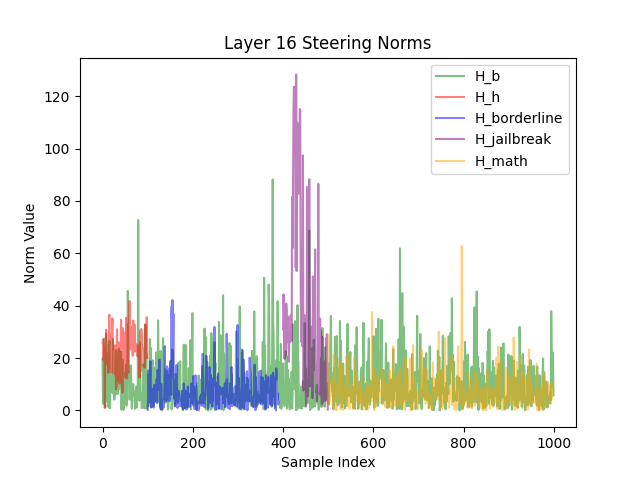 Layer 16 Steering Norms
H_b
H_h
H_borderline
H_jailbreak
H_math
120
100
80
60
40
20
0
Norm Value
0
200
400
600
800
1000
Sample Index